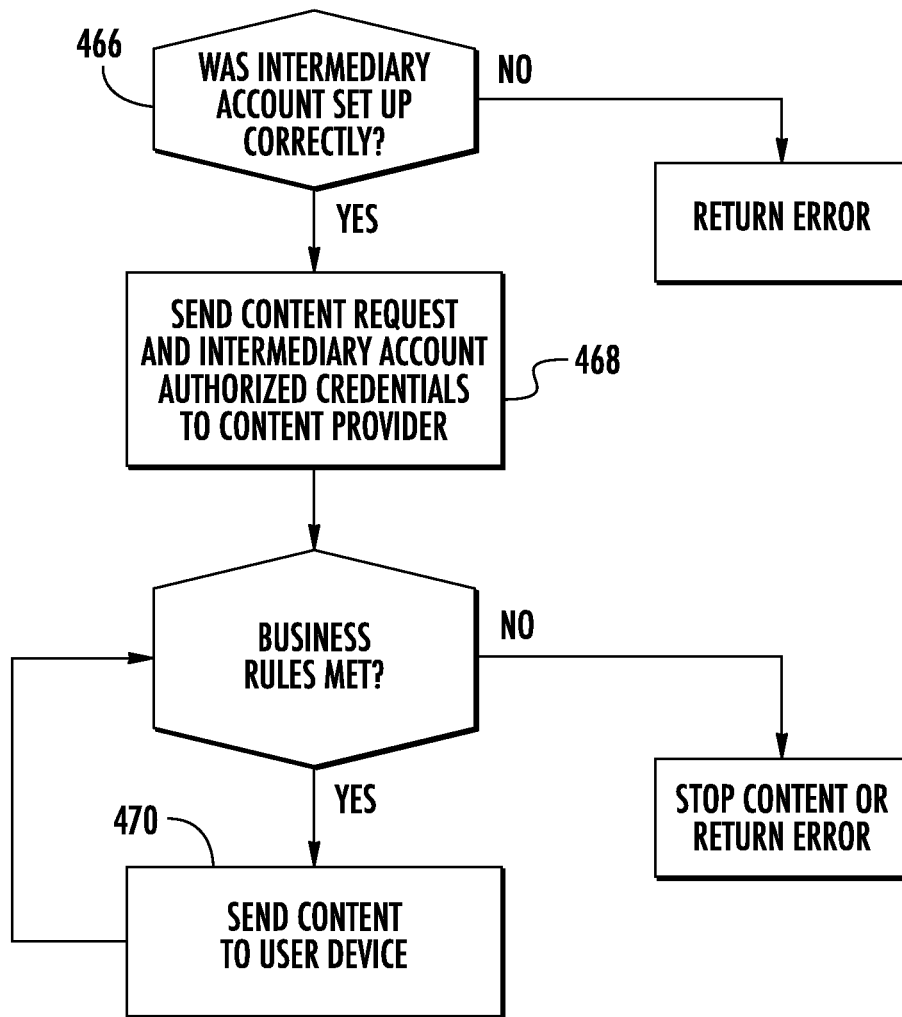 466
WAS INTERMEDIARY
ACCOUNT SET UP
CORRECTLY?
NO
RETURN ERROR
YES
SEND CONTENT REQUEST
AND INTERMEDIARY ACCOUNT
AUTHORIZED CREDENTIALS
TO CONTENT PROVIDER
468
BUSINESS
RULES MET?
NO
STOP CONTENT OR
RETURN ERROR
YES
470
SEND CONTENT
TO USER DEVICE